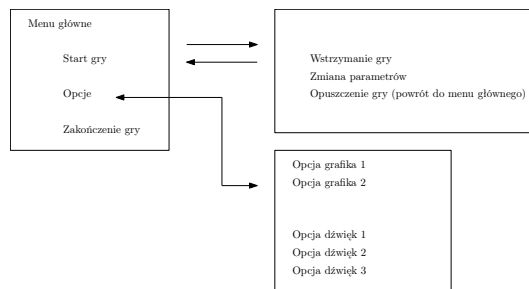 Menu główne
Start gry
Opcje
Zakończenie gry
Wstrzymanie gry
Zmiana parametrów
Opuszczenie gry (powrót do menu głównego)
Opcja grafika 1
Opcja grafika 2
Opcja dźwięk 1
Opcja dźwięk 2
Opcja dźwięk 3